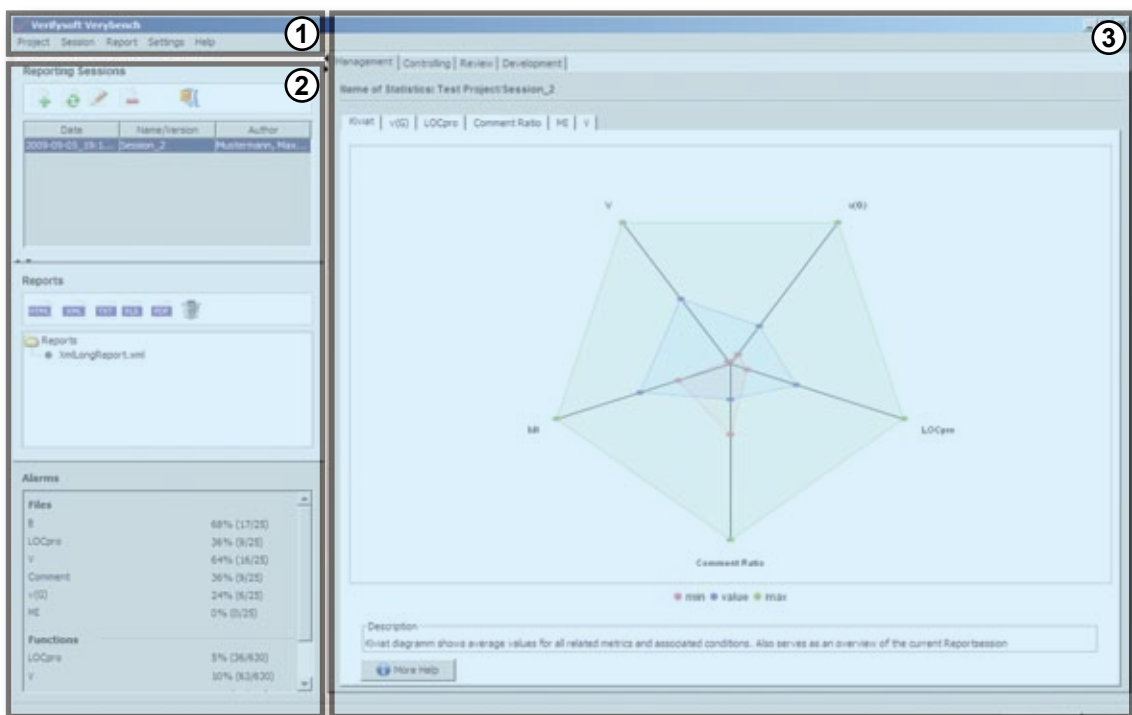 Verifysoft Verybench
Project Session Report Settings Help
1
2
3
Reporting Sessions
Date Name/Version Author
2009-09-03_19:1... Session_2 Mustermann, Max...
Reports
HTML XML TXT XLS PDF
Reports
XmlLongReport.xml
Alarms
Files
B 68% (17/25)
LOCpro 36% (9/25)
V 64% (16/25)
Comment 36% (9/25)
v(G) 24% (6/25)
MI 0% (0/25)
Functions
LOCpro 5% (36/630)
V 10% (63/630)
Management Controlling Review Development
Name of Statistics: Test Project:Session_2
Kiviat v(G) LOCpro Comment Ratio MI V
V
v(G)
MI
LOCpro
Comment Ratio
min value max
Description
Kiviat diagramm shows average values for all related metrics and associated conditions. Also serves as an overview of the current Reportsession
More Help